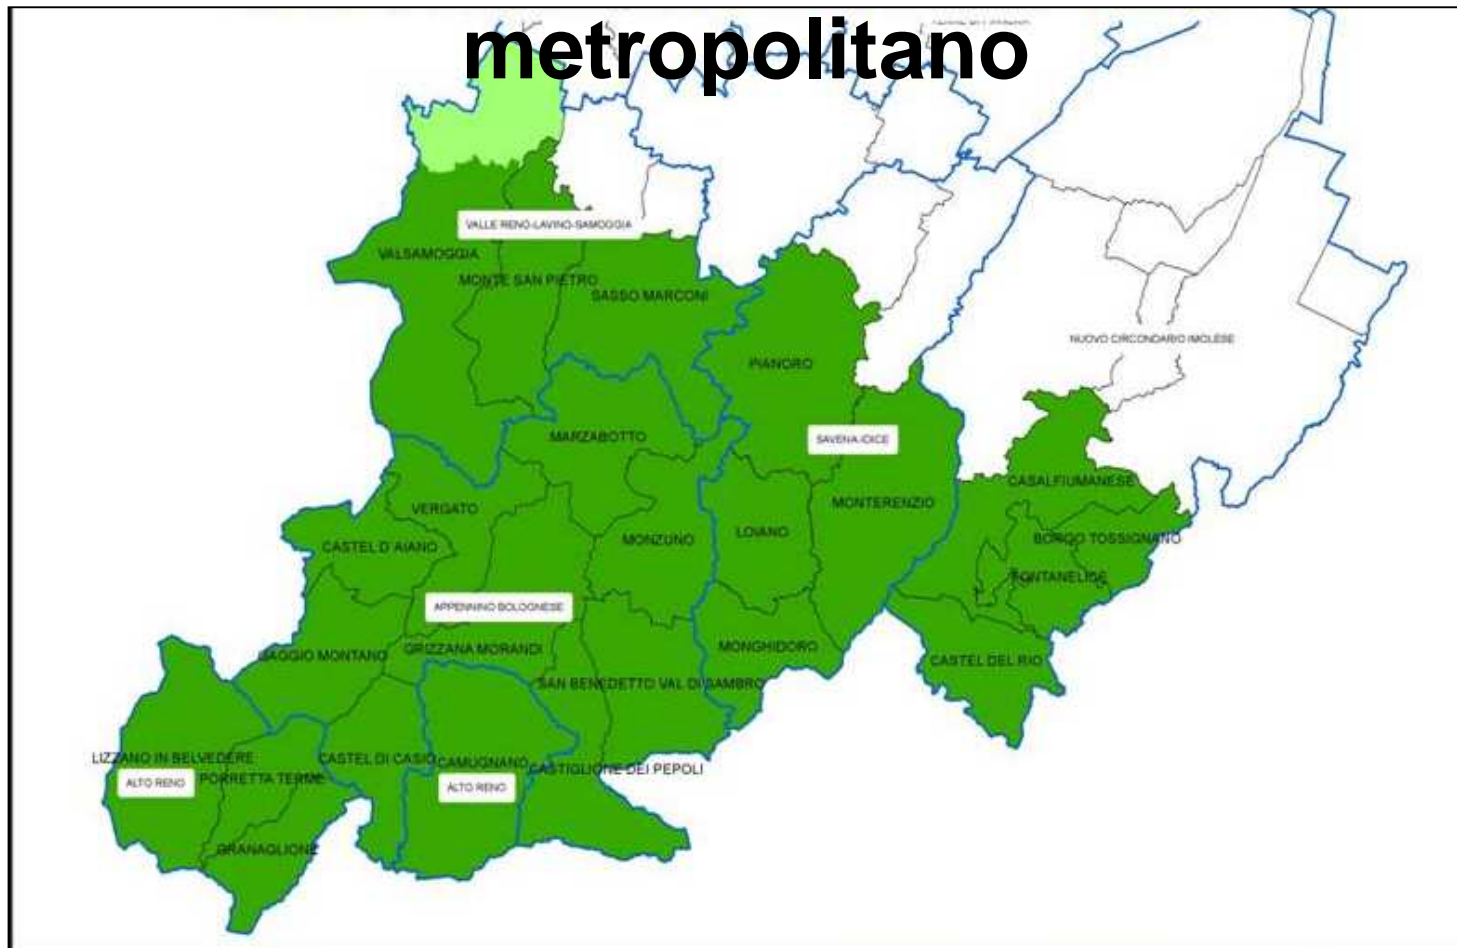 metropolitano
VALLE RENO-LAVINO-SAMOGGIA
VALSAMOGGIA
MONTE SAN PIETRO
SASSO MARCONI
NUOVO CIRCONDARIO IMOLESE
PIANORO
MARZABOTTO
SAVENA-IDICE
CASALFIUMANESE
MONTERENZIO
VERGATO
LOIANO
MONZUNO
BORGO TOSSIGNANO
CASTEL D'AIANO
FONTANELICE
APPENNINO BOLOGNESE
MONGHIDORO
GRIZZANA MORANDI
GAGGIO MONTANO
CASTEL DEL RIO
SAN BENEDETTO VAL DI SAMBRO
LIZZANO IN BELVEDERE
CASTEL DI CASIO
CAMUGNANO
CASTIGLIONE DEI PEPOLI
PORRETTA TERME
ALTO RENO
ALTO RENO
GRANAGLIONE